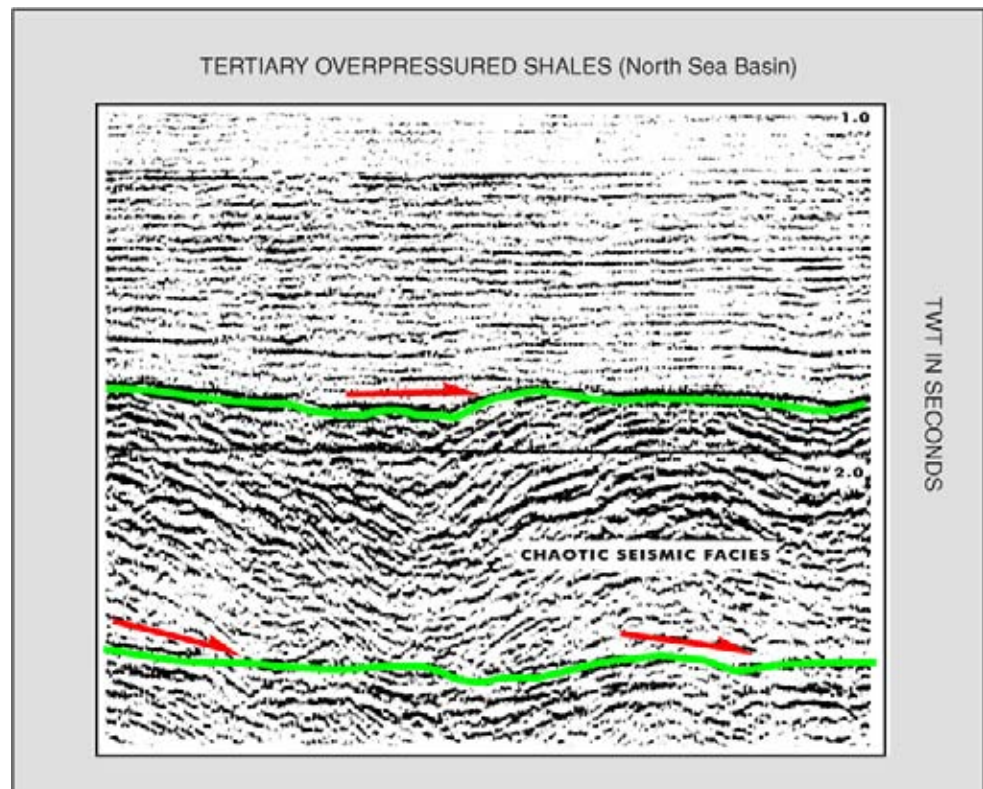 TERTIARY OVERPRESSURED SHALES (North Sea Basin)
1.0
TWT IN SECONDS
2.0
CHAOTIC SEISMIC FACIES